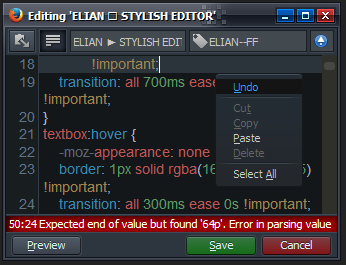 Editing 'ELIAN □ STYLISH EDITOR'
ELIAN ► STYLISH EDIT
ELIAN--FF
18 !important;
19 transition: all 700ms ease
!important;
20 }
21 textbox:hover {
22 -moz-appearance: none
23 border: 1px solid rgba(16 5)
!important;
24 transition: all 300ms ease 0s !important;
Undo
Cut
Copy
Paste
Delete
Select All
50:24 Expected end of value but found '64p'. Error in parsing value
Preview
Save
Cancel